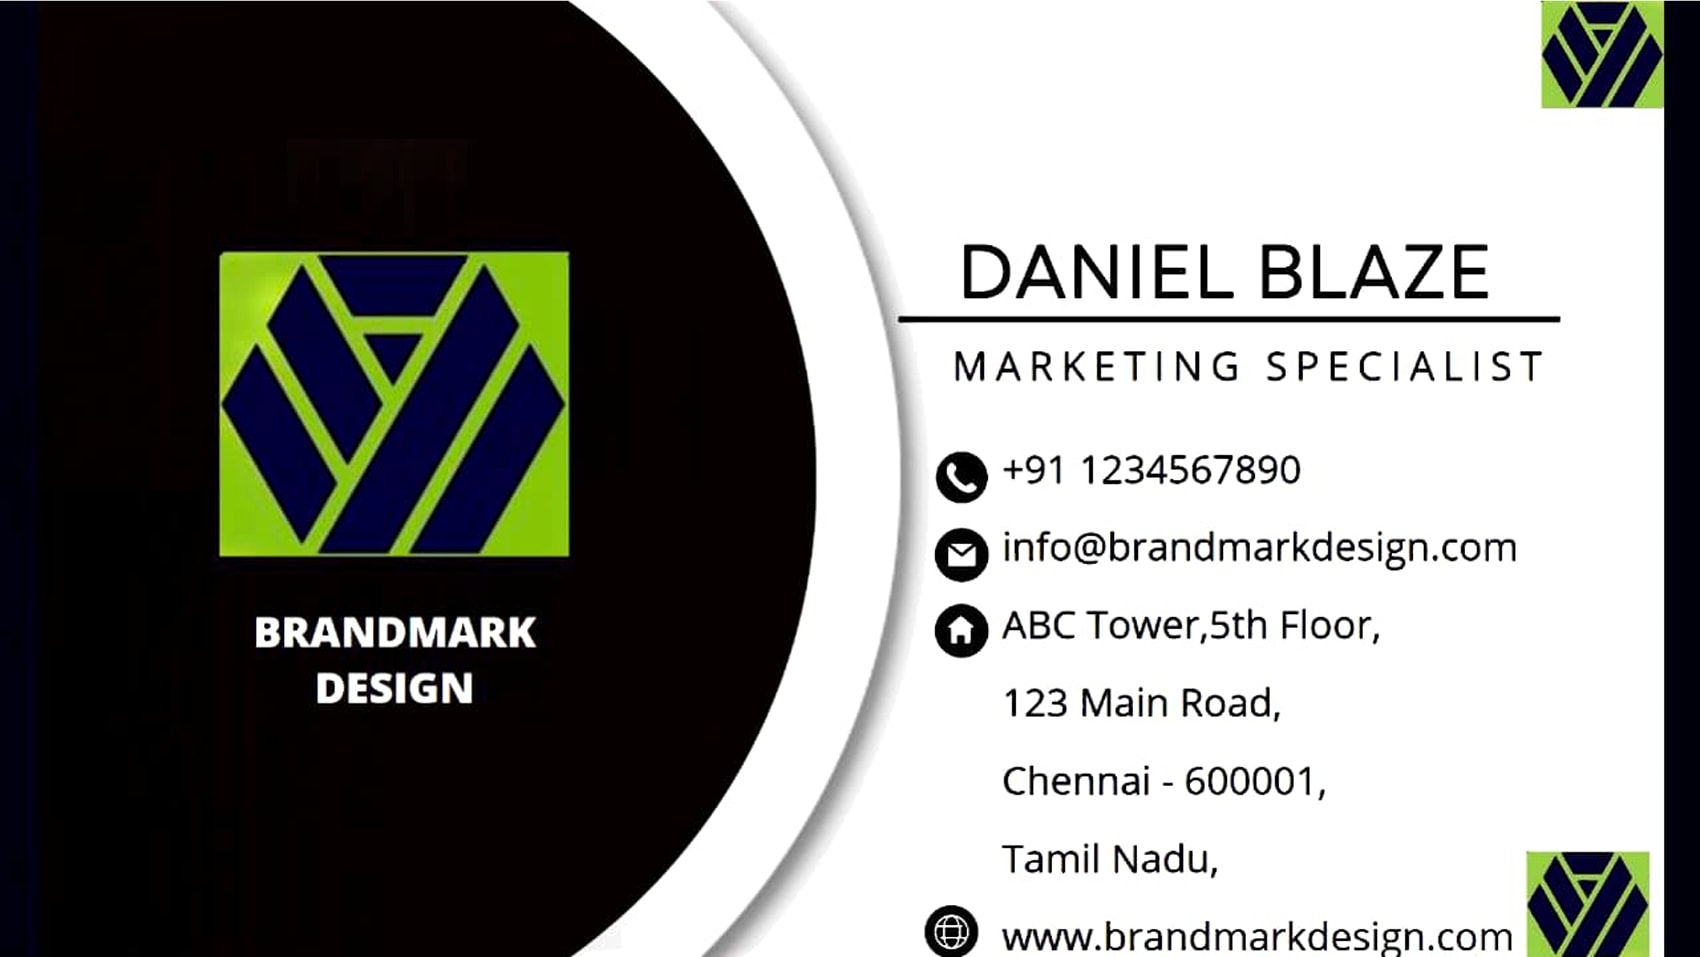 BRANDMARK
DESIGN
DANIEL BLAZE
MARKETING SPECIALIST
+91 1234567890
info@brandmarkdesign.com
ABC Tower,5th Floor,
123 Main Road,
Chennai - 600001,
Tamil Nadu,
www.brandmarkdesign.com